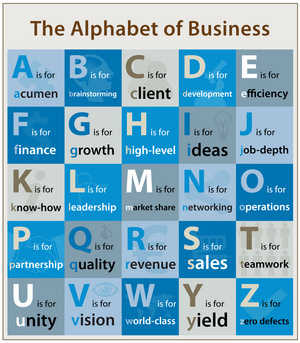 The Alphabet of Business
A is for acumen
B is for brainstorming
C is for client
D is for development
E is for efficiency
F is for finance
G is for growth
H is for high-level
I is for ideas
J is for job-depth
K is for know-how
L is for leadership
M is for market share
N is for networking
O is for operations
P is for partnership
Q is for quality
R is for revenue
S is for sales
T is for teamwork
U is for unity
V is for vision
W is for world-class
Y is for yield
Z is for zero defects